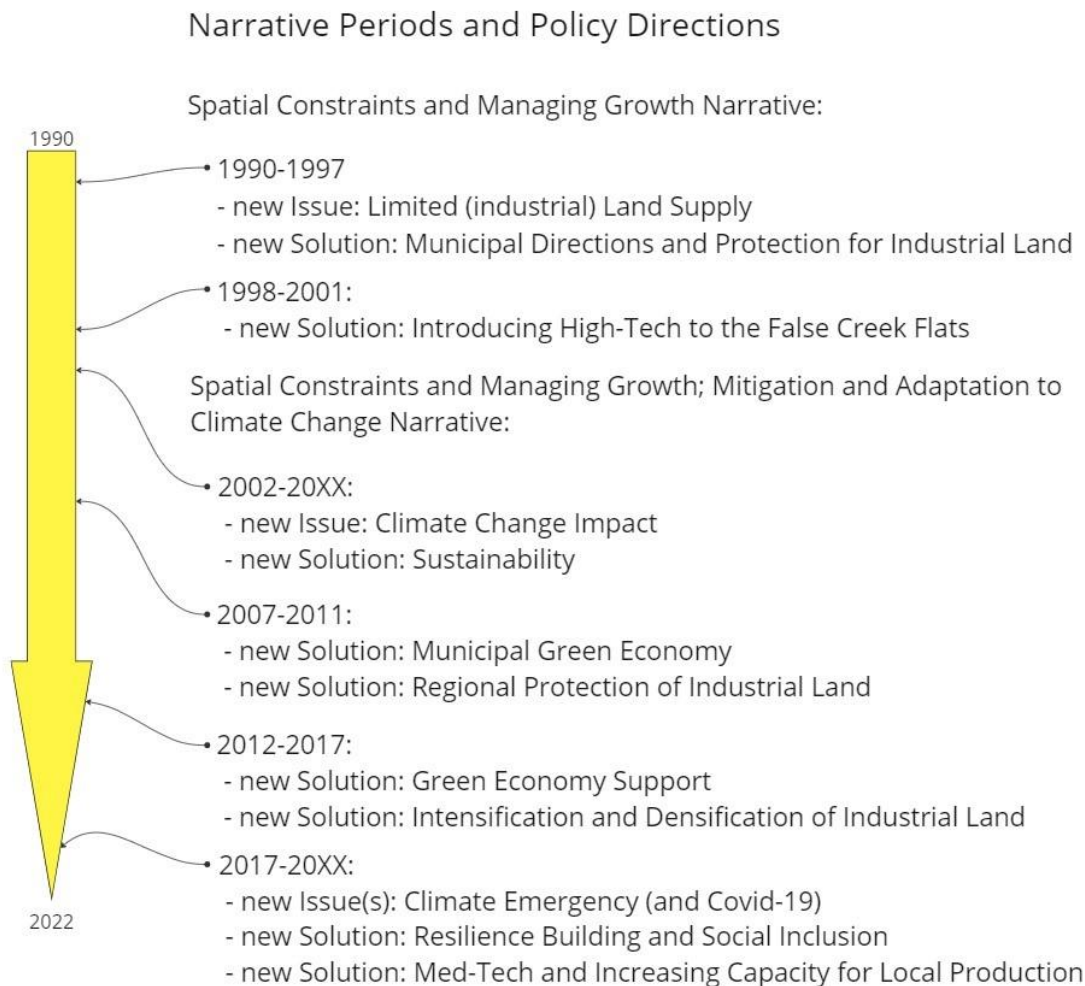 Narrative Periods and Policy Directions
Spatial Constraints and Managing Growth Narrative:
1990
1990-1997
- new Issue: Limited (industrial) Land Supply
- new Solution: Municipal Directions and Protection for Industrial Land
1998-2001:
- new Solution: Introducing High-Tech to the False Creek Flats
Spatial Constraints and Managing Growth; Mitigation and Adaptation to
Climate Change Narrative:
2002-20XX:
- new Issue: Climate Change Impact
- new Solution: Sustainability
2007-2011:
- new Solution: Municipal Green Economy
- new Solution: Regional Protection of Industrial Land
2012-2017:
- new Solution: Green Economy Support
- new Solution: Intensification and Densification of Industrial Land
2017-20XX:
- new Issue(s): Climate Emergency (and Covid-19)
- new Solution: Resilience Building and Social Inclusion
- new Solution: Med-Tech and Increasing Capacity for Local Production
2022